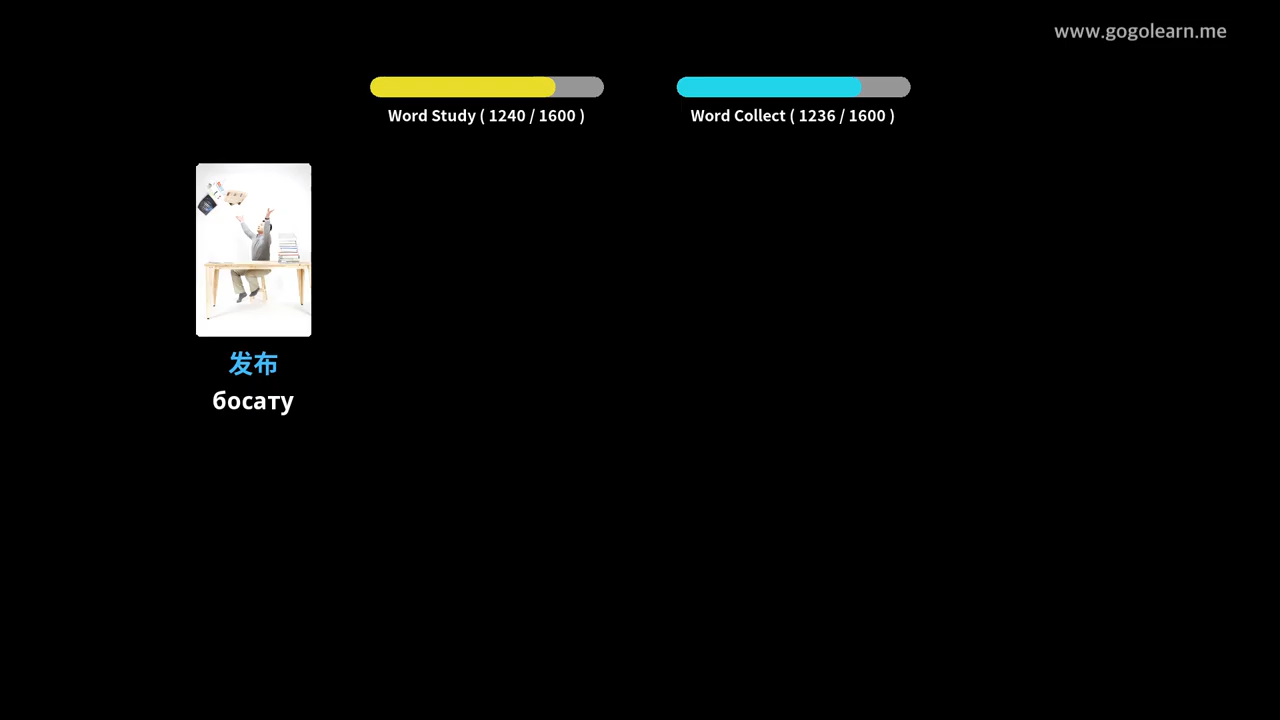 www.gogolearn.me
Word Study ( 1240 / 1600 )
Word Collect ( 1236 / 1600 )
发布
босату